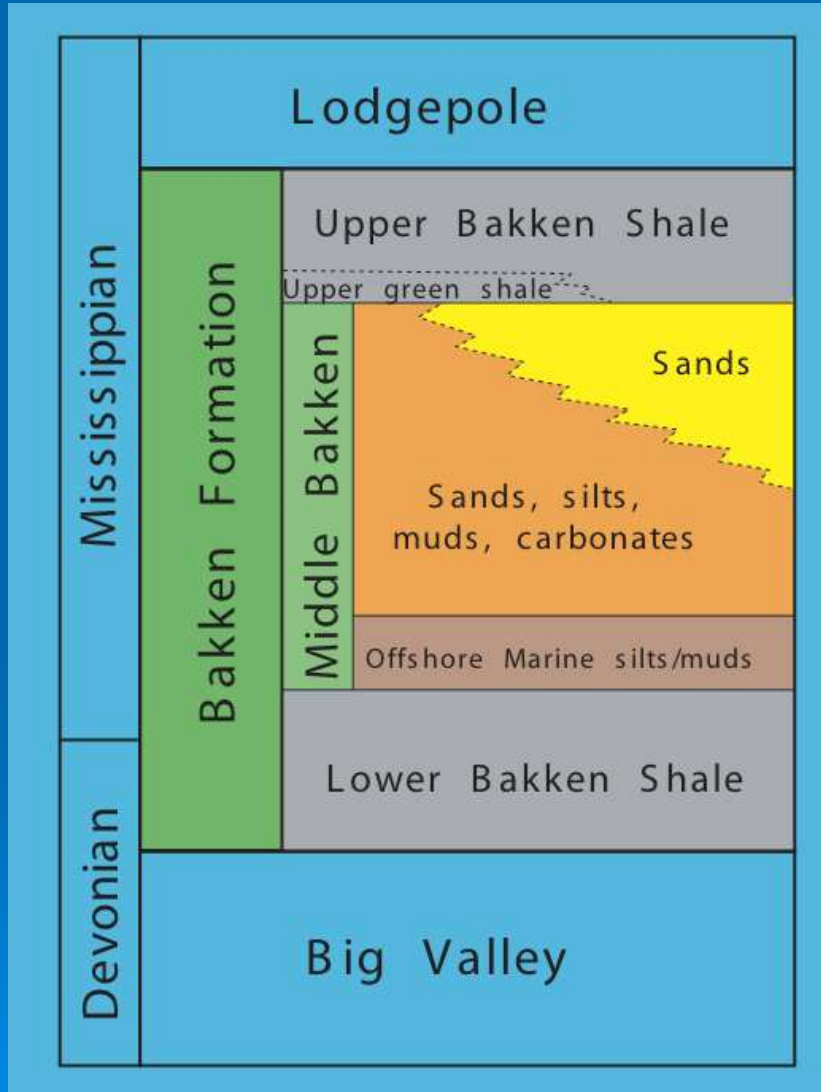 Mississippian
Devonian
Lodgepole
Bakken Formation
Upper Bakken Shale
Upper green shale
Middle Bakken
Sands
Sands, silts,
muds, carbonates
Offshore Marine silts/muds
Lower Bakken Shale
Big Valley